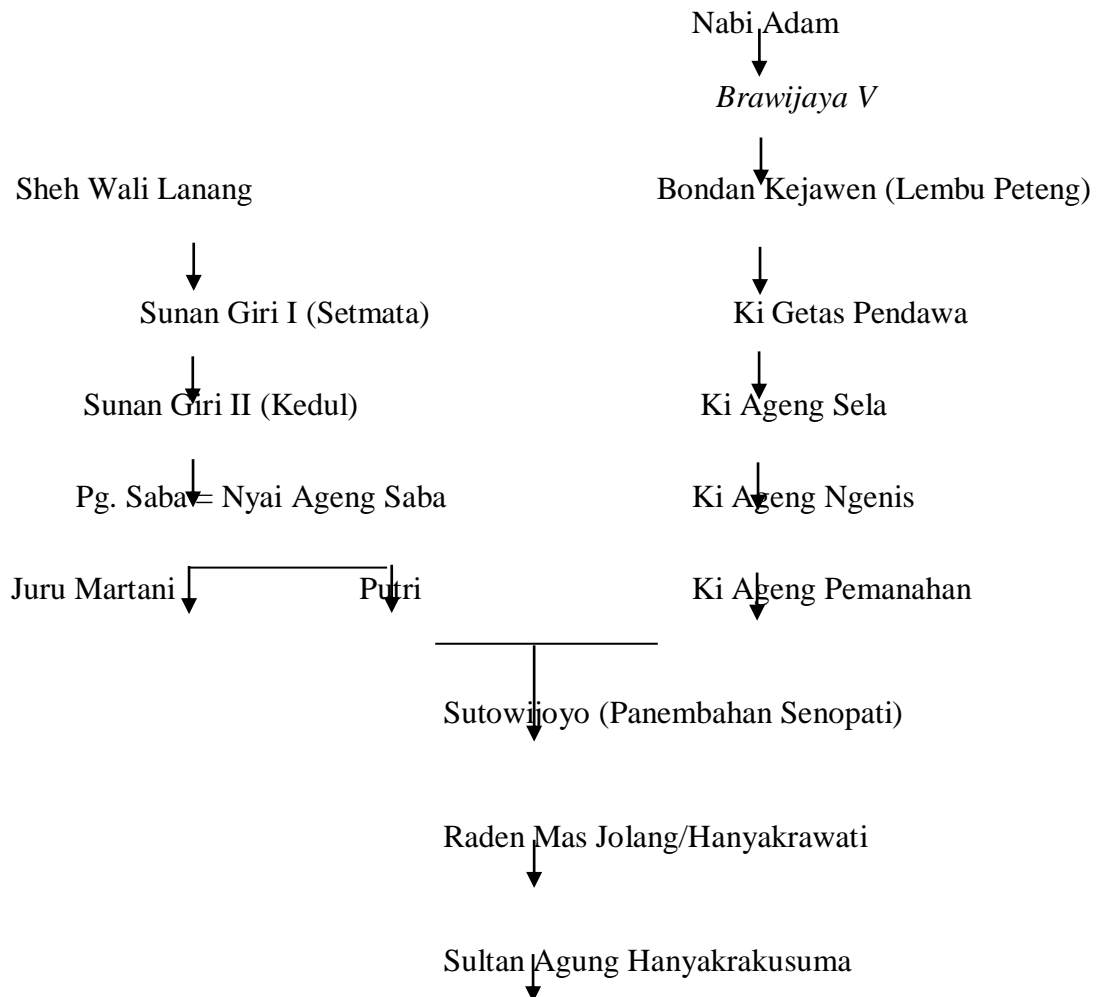 Nabi Adam
Brawijaya V
Sheh Wali Lanang Bondan Kejawen (Lembu Peteng)
Sunan Giri I (Setmata) Ki Getas Pendawa
Sunan Giri II (Kedul) Ki Ageng Sela
Pg. Saba = Nyai Ageng Saba Ki Ageng Ngenis
Juru Martani Putri Ki Ageng Pemanahan
Sutowijoyo (Panembahan Senopati)
Raden Mas Jolang/Hanyakrawati
Sultan Agung Hanyakrakusuma